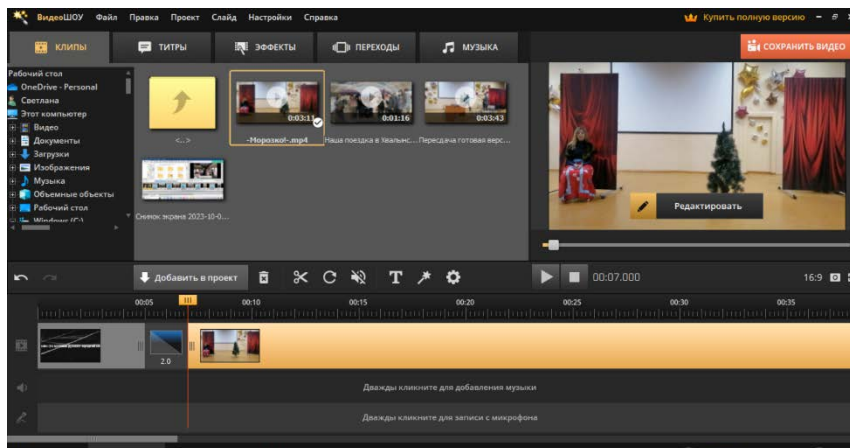 ВидеоШОУ Файл Правка Проект Слайд Настройки Справка Купить полную версию
КЛИПЫ ТИТРЫ ЭФФЕКТЫ ПЕРЕХОДЫ МУЗЫКА СОХРАНИТЬ ВИДЕО
Рабочий стол
OneDrive - Personal
Светлана
Этот компьютер
Видео
Документы
Загрузки
Изображения
Музыка
Объемные объекты
Рабочий стол
Windows (C:)
0:03:11 0:01:16 0:03:43
<..> -Морозко!-.mp4 Наша поездка в Хвалынс... Пересдача готовая верс...
Снимок экрана 2023-10-0...
Редактировать
Добавить в проект T 00:07.000 16:9
00:05 00:10 00:15 00:20 00:25 00:30 00:35
2.0
Дважды кликните для добавления музыки
Дважды кликните для записи с микрофона